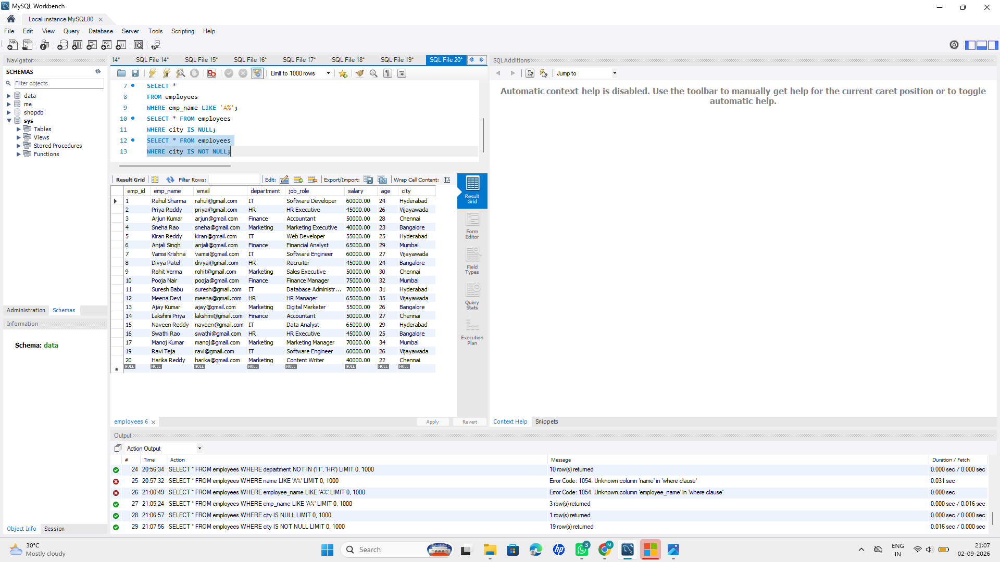 MySQL Workbench
Local instance MySQL80
File Edit View Query Database Server Tools Scripting Help
Navigator
SCHEMAS
Filter objects
data
me
shopdb
sys
Tables
Views
Stored Procedures
Functions
Administration Schemas
Information
Schema: data
Object Info Session
14* SQL File 14* SQL File 15* SQL File 16* SQL File 17* SQL File 18* SQL File 19* SQL File 20*
Limit to 1000 rows
7 SELECT *
8 FROM employees
9 WHERE emp_name LIKE 'A%';
10 SELECT * FROM employees
11 WHERE city IS NULL;
12 SELECT * FROM employees
13 WHERE city IS NOT NULL;
Result Grid Filter Rows: Edit: Export/Import: Wrap Cell Content:
emp_id emp_name email department job_role salary age city
1 Rahul Sharma rahul@gmail.com IT Software Developer 60000.00 24 Hyderabad
2 Priya Reddy priya@gmail.com HR HR Executive 45000.00 26 Vijayawada
3 Arjun Kumar arjun@gmail.com Finance Accountant 50000.00 28 Chennai
4 Sneha Rao sneha@gmail.com Marketing Marketing Executive 40000.00 23 Bangalore
5 Kiran Reddy kiran@gmail.com IT Web Developer 55000.00 25 Hyderabad
6 Anjali Singh anjali@gmail.com Finance Financial Analyst 65000.00 29 Mumbai
7 Vamsi Krishna vamsi@gmail.com IT Software Engineer 60000.00 27 Vijayawada
8 Divya Patel divya@gmail.com HR Recruiter 45000.00 24 Bangalore
9 Rohit Verma rohit@gmail.com Marketing Sales Executive 50000.00 30 Chennai
10 Pooja Nair pooja@gmail.com Finance Finance Manager 75000.00 32 Mumbai
11 Suresh Babu suresh@gmail.com IT Database Administr... 70000.00 31 Hyderabad
12 Meena Devi meena@gmail.com HR HR Manager 65000.00 35 Vijayawada
13 Ajay Kumar ajay@gmail.com Marketing Digital Marketer 55000.00 26 Bangalore
14 Lakshmi Priya lakshmi@gmail.com Finance Accountant 50000.00 27 Chennai
15 Naveen Reddy naveen@gmail.com IT Data Analyst 65000.00 29 Hyderabad
16 Swathi Rao swathi@gmail.com HR HR Executive 45000.00 25 Bangalore
17 Manoj Kumar manoj@gmail.com Marketing Marketing Manager 70000.00 34 Mumbai
19 Ravi Teja ravi@gmail.com IT Software Engineer 60000.00 26 Vijayawada
20 Harika Reddy harika@gmail.com Marketing Content Writer 40000.00 22 Chennai
NULL NULL NULL NULL NULL NULL NULL NULL
Result
Grid
Form
Editor
Field
Types
Query
Stats
Execution
Plan
employees 6 Apply Revert
SQLAdditions
Jump to
Automatic context help is disabled. Use the toolbar to manually get help for the current caret position or to toggle
automatic help.
Context Help Snippets
Output
Action Output
# Time Action Message Duration / Fetch
24 20:56:34 SELECT * FROM employees WHERE department NOT IN ('IT', 'HR') LIMIT 0, 1000 10 row(s) returned 0.000 sec / 0.000 sec
25 20:57:32 SELECT * FROM employees WHERE name LIKE 'A%' LIMIT 0, 1000 Error Code: 1054. Unknown column 'name' in 'where clause' 0.031 sec
26 21:00:49 SELECT * FROM employees WHERE employee_name LIKE 'A%' LIMIT 0, 1000 Error Code: 1054. Unknown column 'employee_name' in 'where clause' 0.000 sec
27 21:05:24 SELECT * FROM employees WHERE emp_name LIKE 'A%' LIMIT 0, 1000 3 row(s) returned 0.000 sec / 0.016 sec
28 21:06:57 SELECT * FROM employees WHERE city IS NULL LIMIT 0, 1000 1 row(s) returned 0.000 sec / 0.000 sec
29 21:07:56 SELECT * FROM employees WHERE city IS NOT NULL LIMIT 0, 1000 19 row(s) returned 0.016 sec / 0.000 sec
30°C
Mostly cloudy
Search
hp
3
M
ENG
IN
21:07
02-09-2026